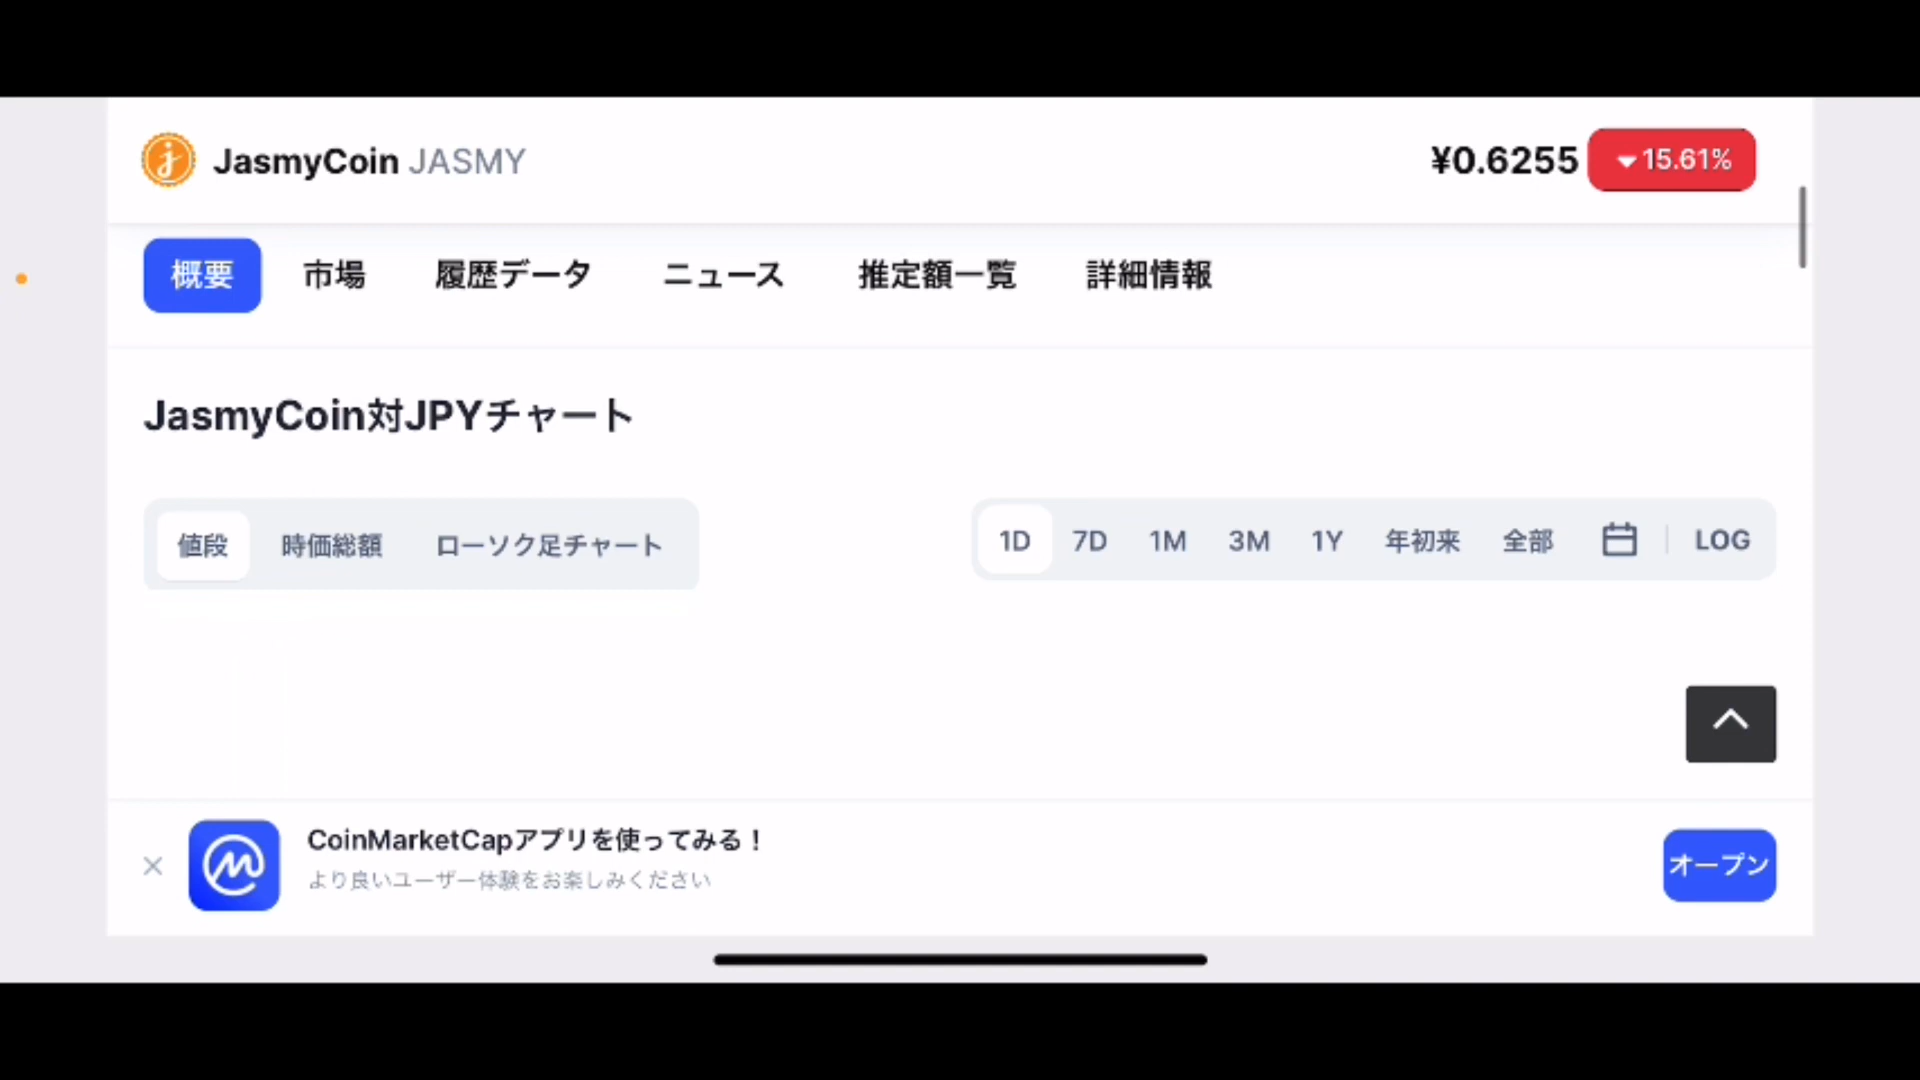 JasmyCoin JASMY ¥0.6255 15.61%
概要 市場 履歴データ ニュース 推定額一覧 詳細情報
JasmyCoin対JPYチャート
値段 時価総額 ローソク足チャート 1D 7D 1M 3M 1Y 年初来 全部 LOG
CoinMarketCapアプリを使ってみる！
より良いユーザー体験をお楽しみください
オープン